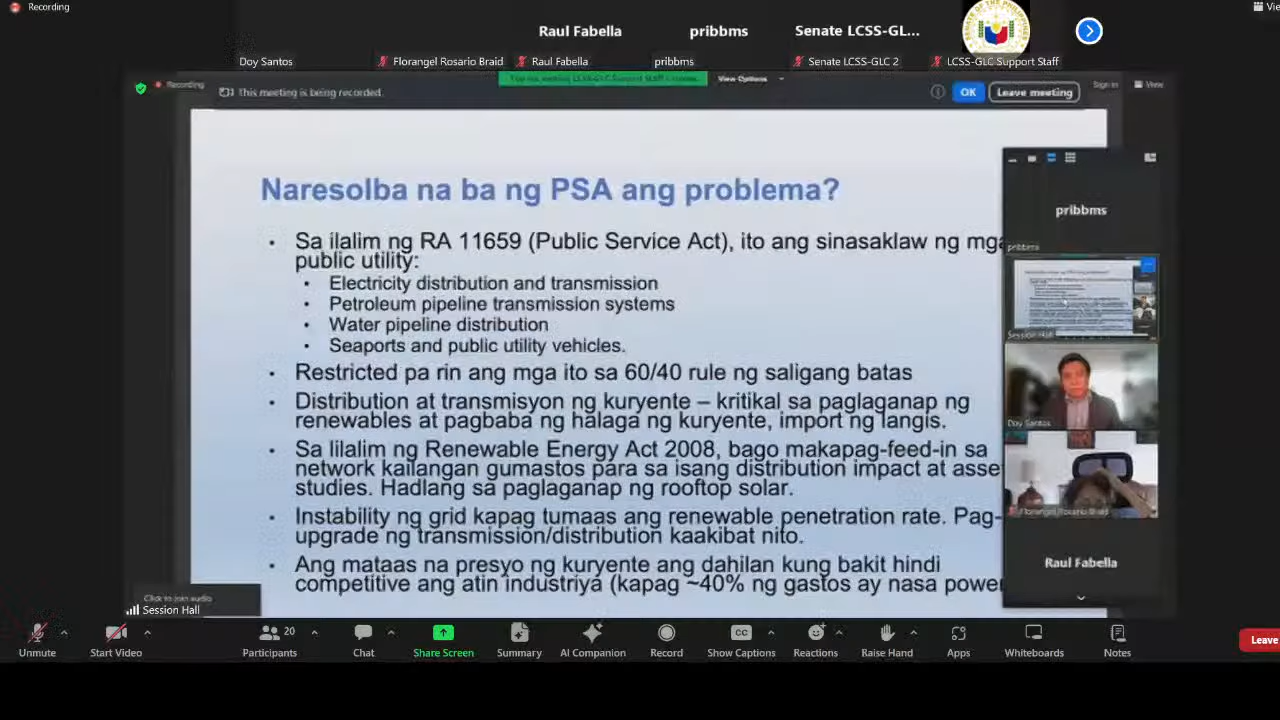 Recording
View
Raul Fabella
pribbms
Senate LCSS-GL...
Doy Santos
Florangel Rosario Braid
Raul Fabella
pribbms
Senate LCSS-GLC 2
LCSS-GLC Support Staff
Recording
This meeting is being recorded.
View Options
OK
Leave meeting
Sign in
View
Naresolba na ba ng PSA ang problema?
• Sa ilalim ng RA 11659 (Public Service Act), ito ang sinasaklaw ng mga
public utility:
• Electricity distribution and transmission
• Petroleum pipeline transmission systems
• Water pipeline distribution
• Seaports and public utility vehicles.
• Restricted pa rin ang mga ito sa 60/40 rule ng saligang batas
• Distribution at transmisyon ng kuryente – kritikal sa paglaganap ng
renewables at pagbaba ng halaga ng kuryente, import ng langis.
• Sa lilalim ng Renewable Energy Act 2008, bago makapag-feed-in sa
network kailangan gumastos para sa isang distribution impact at asse
studies. Hadlang sa paglaganap ng rooftop solar.
• Instability ng grid kapag tumaas ang renewable penetration rate. Pag-
upgrade ng transmission/distribution kaakibat nito.
• Ang mataas na presyo ng kuryente ang dahilan kung bakit hindi
competitive ang atin industriya (kapag ~40% ng gastos ay nasa power
pribbms
pribbms
Session Hall
Doy Santos
Florangel Rosario Braid
Raul Fabella
Click to join audio
Session Hall
Unmute
Start Video
20
Participants
Chat
Share Screen
Summary
AI Companion
Record
CC
Show Captions
Reactions
Raise Hand
Apps
Whiteboards
Notes
Leave